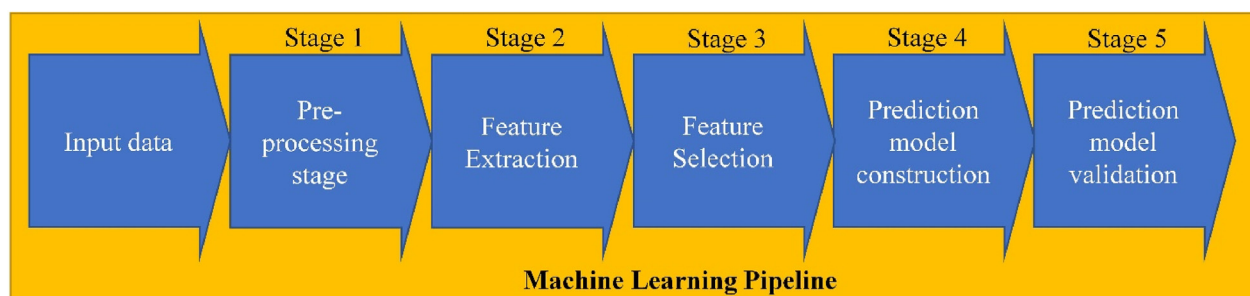 Stage 1
Stage 2
Stage 3
Stage 4
Stage 5
Input data
Pre-
processing
stage
Feature
Extraction
Feature
Selection
Prediction
model
construction
Prediction
model
validation
Machine Learning Pipeline